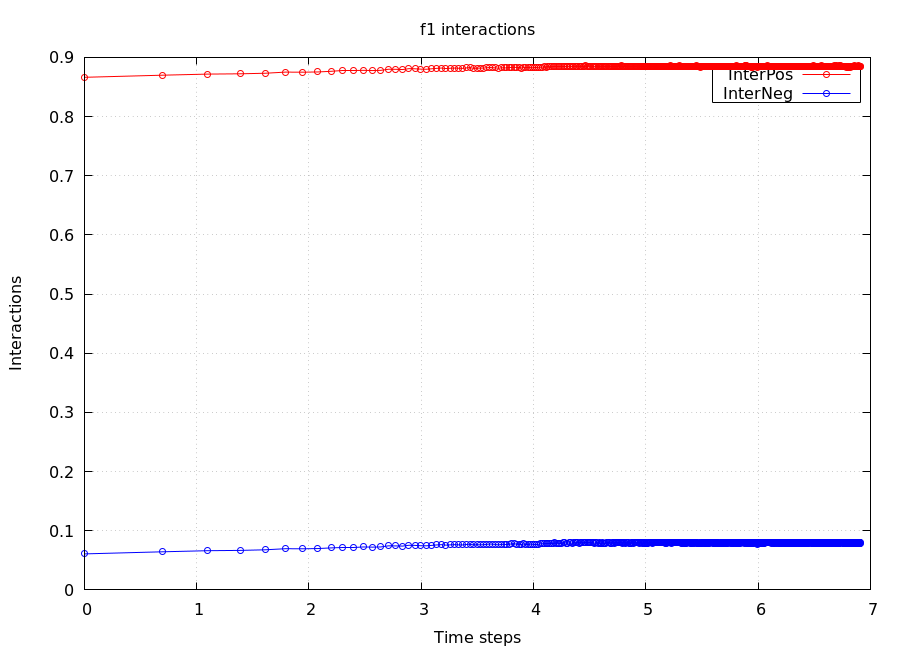 f1 interactions
0.9
0.8
0.7
0.6
0.5
0.4
0.3
0.2
0.1
0
Interactions
InterPos
InterNeg
0 1 2 3 4 5 6 7
Time steps